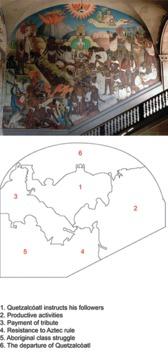 6
1
3
2
5
4
1. Quetzalcóatl instructs his followers
2. Productive activities
3. Payment of tribute
4. Resistance to Aztec rule
5. Aboriginal class struggle
6. The departure of Quetzalcóatl